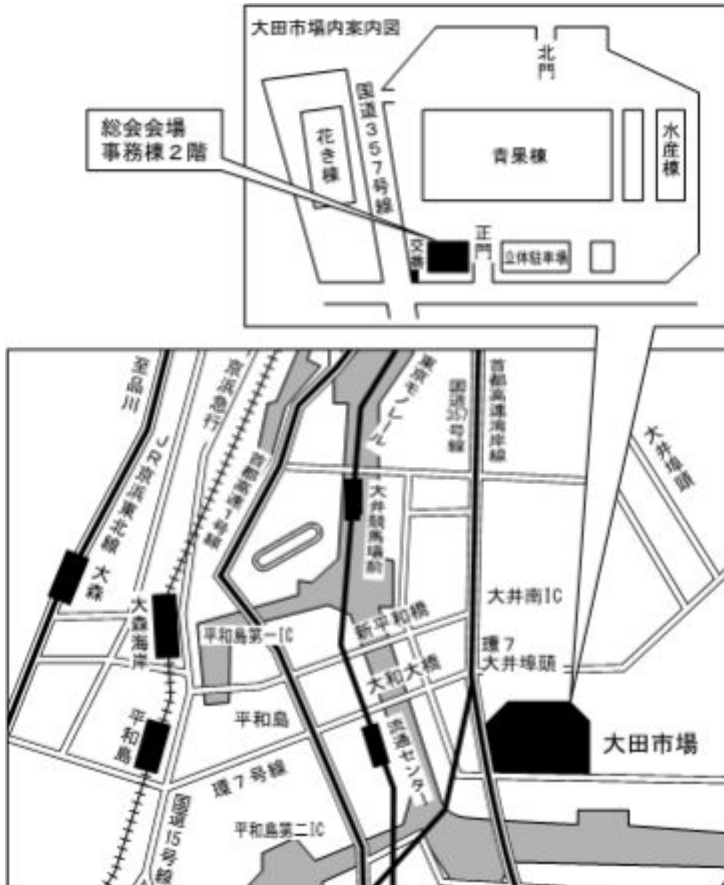 大田市場内案内図
北門
国道357号線
総会会場
事務棟2階
花き棟
青果棟
水産棟
交番
正門
立体駐車場
至品川
京浜急行
東京モノレール
国道357号線
首都高速湾岸線
大井埠頭
JR京浜東北線
首都高速1号線
大井競馬場前
大森
大森海岸
平和島第一IC
新平和橋
大井南IC
環7
大井埠頭
大和大橋
平和島
平和島
流通センター
大田市場
環7号線
国道15号線
平和島第二IC